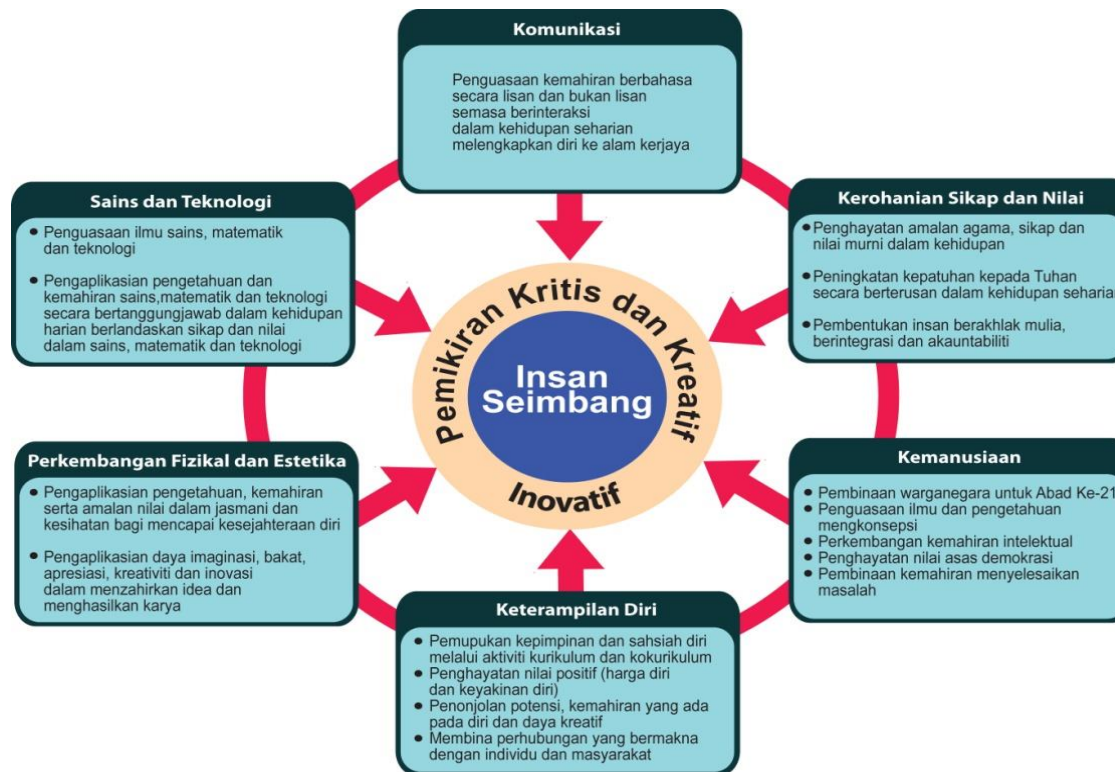 Komunikasi
Penguasaan kemahiran berbahasa
secara lisan dan bukan lisan
semasa berinteraksi
dalam kehidupan seharian
melengkapkan diri ke alam kerjaya
Sains dan Teknologi
• Penguasaan ilmu sains, matematik
dan teknologi
• Pengaplikasian pengetahuan dan
kemahiran sains,matematik dan teknologi
secara bertanggungjawab dalam kehidupan
harian berlandaskan sikap dan nilai
dalam sains, matematik dan teknologi
Kerohanian Sikap dan Nilai
• Penghayatan amalan agama, sikap dan
nilai murni dalam kehidupan
• Peningkatan kepatuhan kepada Tuhan
secara berterusan dalam kehidupan seharian
• Pembentukan insan berakhlak mulia,
berintegrasi dan akauntabiliti
Pemikiran Kritis dan Kreatif
Insan
Seimbang
Inovatif
Perkembangan Fizikal dan Estetika
• Pengaplikasian pengetahuan, kemahiran
serta amalan nilai dalam jasmani dan
kesihatan bagi mencapai kesejahteraan diri
• Pengaplikasian daya imaginasi, bakat,
apresiasi, kreativiti dan inovasi
dalam menzahirkan idea dan
menghasilkan karya
Kemanusiaan
• Pembinaan warganegara untuk Abad Ke-21
• Penguasaan ilmu dan pengetahuan
mengkonsepsi
• Perkembangan kemahiran intelektual
• Penghayatan nilai asas demokrasi
• Pembinaan kemahiran menyelesaikan
masalah
Keterampilan Diri
• Pemupukan kepimpinan dan sahsiah diri
melalui aktiviti kurikulum dan kokurikulum
• Penghayatan nilai positif (harga diri
dan keyakinan diri)
• Penonjolan potensi, kemahiran yang ada
pada diri dan daya kreatif
• Membina perhubungan yang bermakna
dengan individu dan masyarakat